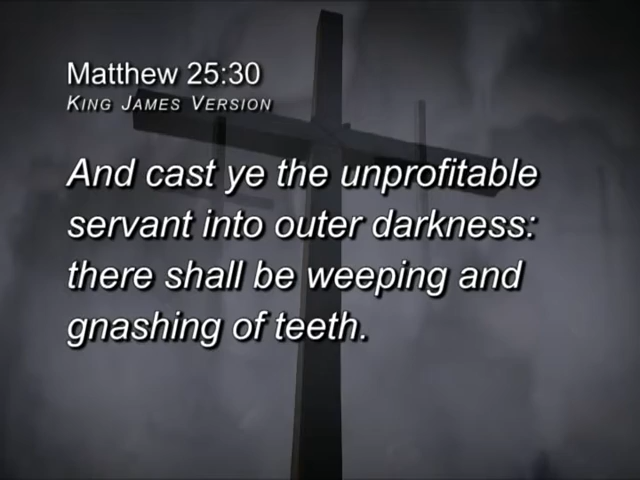 Matthew 25:30
King James Version
And cast ye the unprofitable
servant into outer darkness:
there shall be weeping and
gnashing of teeth.